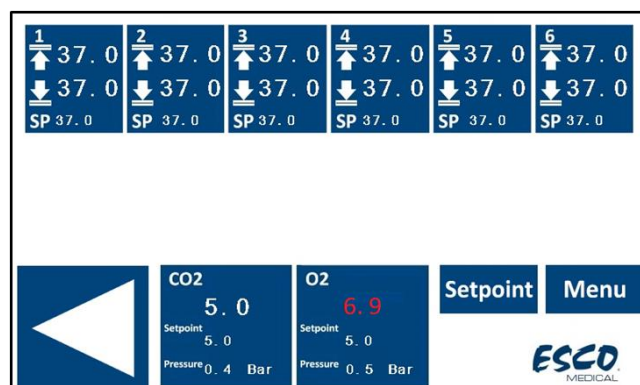 1 2 3 4 5 6
37.0 37.0 37.0 37.0 37.0 37.0
37.0 37.0 37.0 37.0 37.0 37.0
SP 37.0 SP 37.0 SP 37.0 SP 37.0 SP 37.0 SP 37.0
CO2
5.0
Setpoint
5.0
Pressure 0.4 Bar
O2
6.9
Setpoint
5.0
Pressure 0.5 Bar
Setpoint
Menu
ESCO
MEDICAL